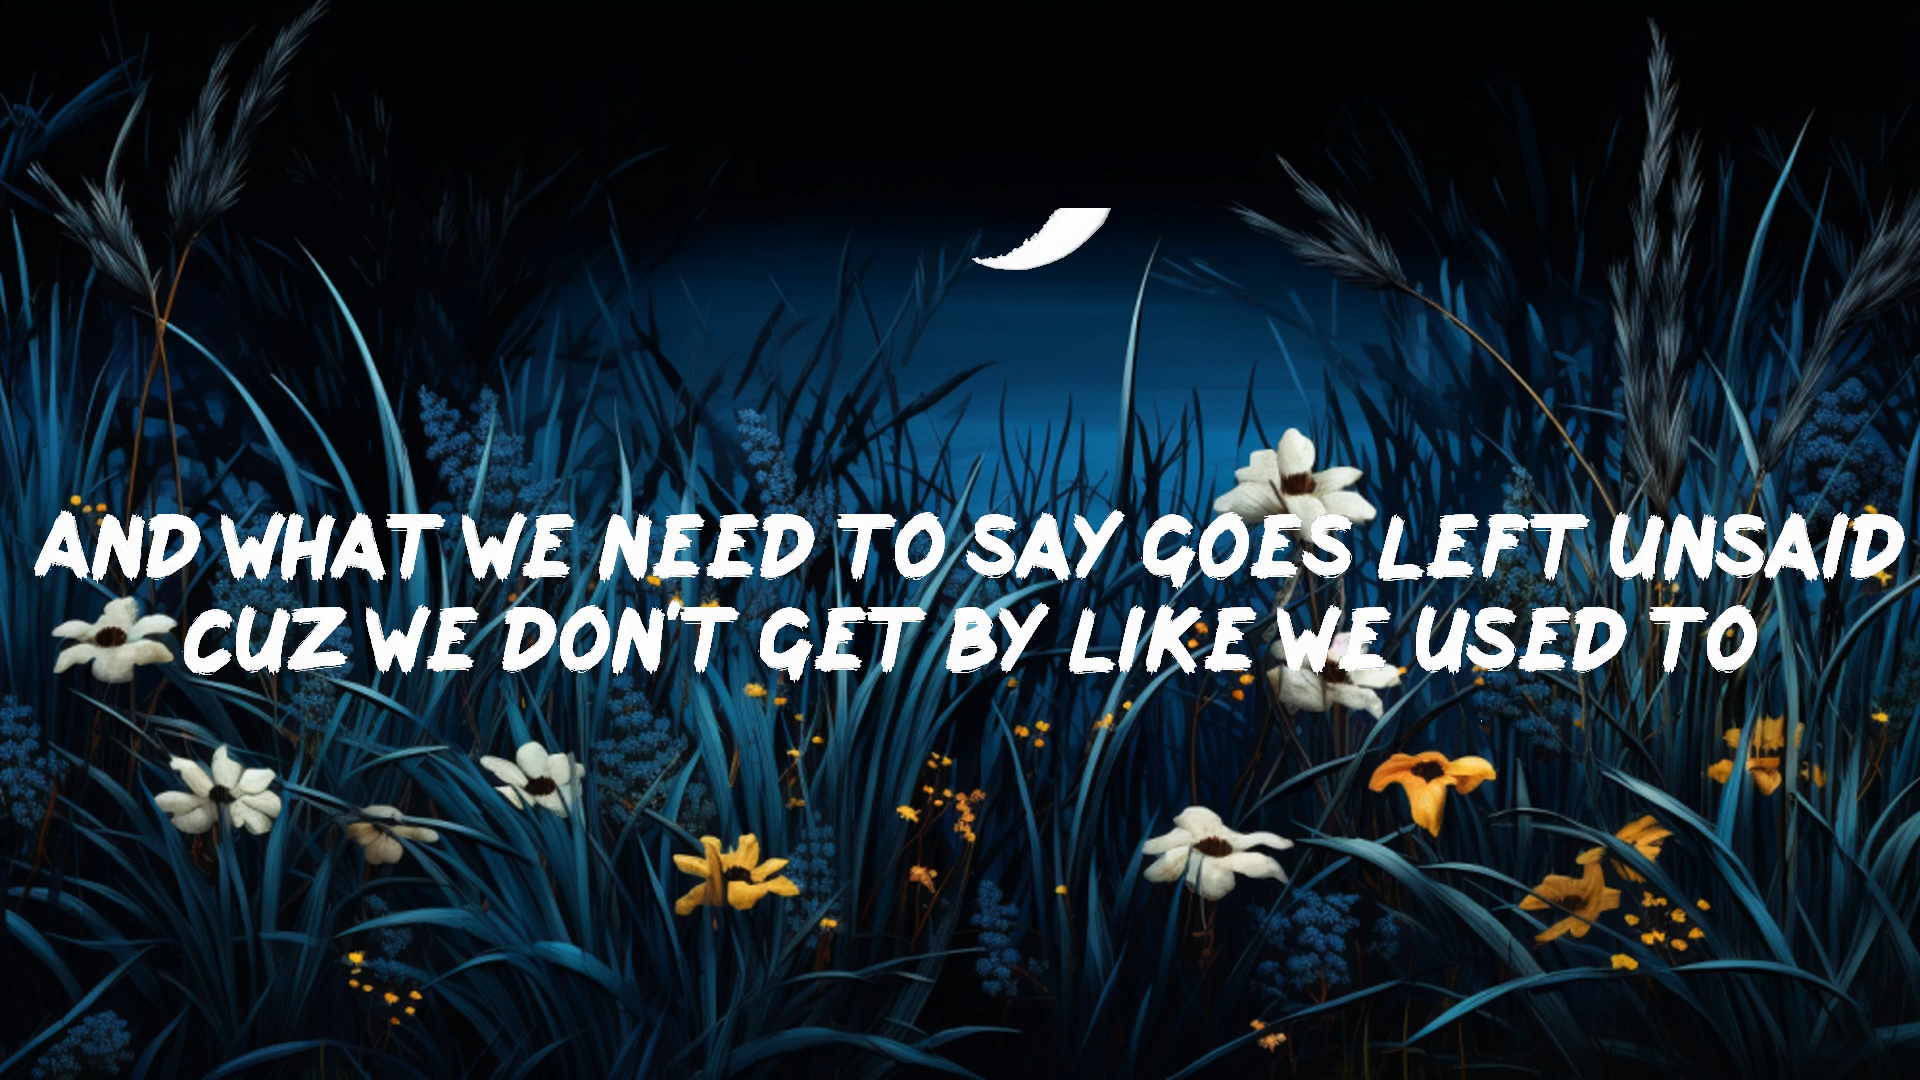 AND WHAT WE NEED TO SAY GOES LEFT UNSAID
CUZ WE DON'T GET BY LIKE WE USED TO